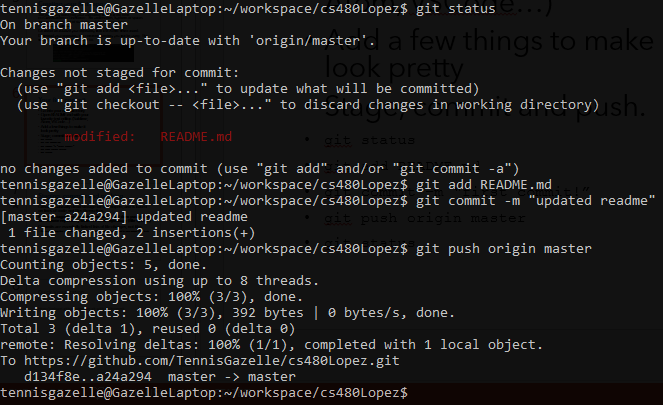 tennisgazelle@GazelleLaptop:~/workspace/cs480Lopez$ git status
On branch master
Your branch is up-to-date with 'origin/master'.
Changes not staged for commit:
(use "git add <file>..." to update what will be committed)
(use "git checkout -- <file>..." to discard changes in working directory)
modified:   README.md
no changes added to commit (use "git add" and/or "git commit -a")
tennisgazelle@GazelleLaptop:~/workspace/cs480Lopez$ git add README.md
tennisgazelle@GazelleLaptop:~/workspace/cs480Lopez$ git commit -m "updated readme"
[master a24a294] updated readme
1 file changed, 2 insertions(+)
tennisgazelle@GazelleLaptop:~/workspace/cs480Lopez$ git push origin master
Counting objects: 5, done.
Delta compression using up to 8 threads.
Compressing objects: 100% (3/3), done.
Writing objects: 100% (3/3), 392 bytes | 0 bytes/s, done.
Total 3 (delta 1), reused 0 (delta 0)
remote: Resolving deltas: 100% (1/1), completed with 1 local object.
To https://github.com/TennisGazelle/cs480Lopez.git
d134f8e..a24a294  master -> master
tennisgazelle@GazelleLaptop:~/workspace/cs480Lopez$
Add a few things to make
look pretty
Stage, commit and push.
git status
git push origin master